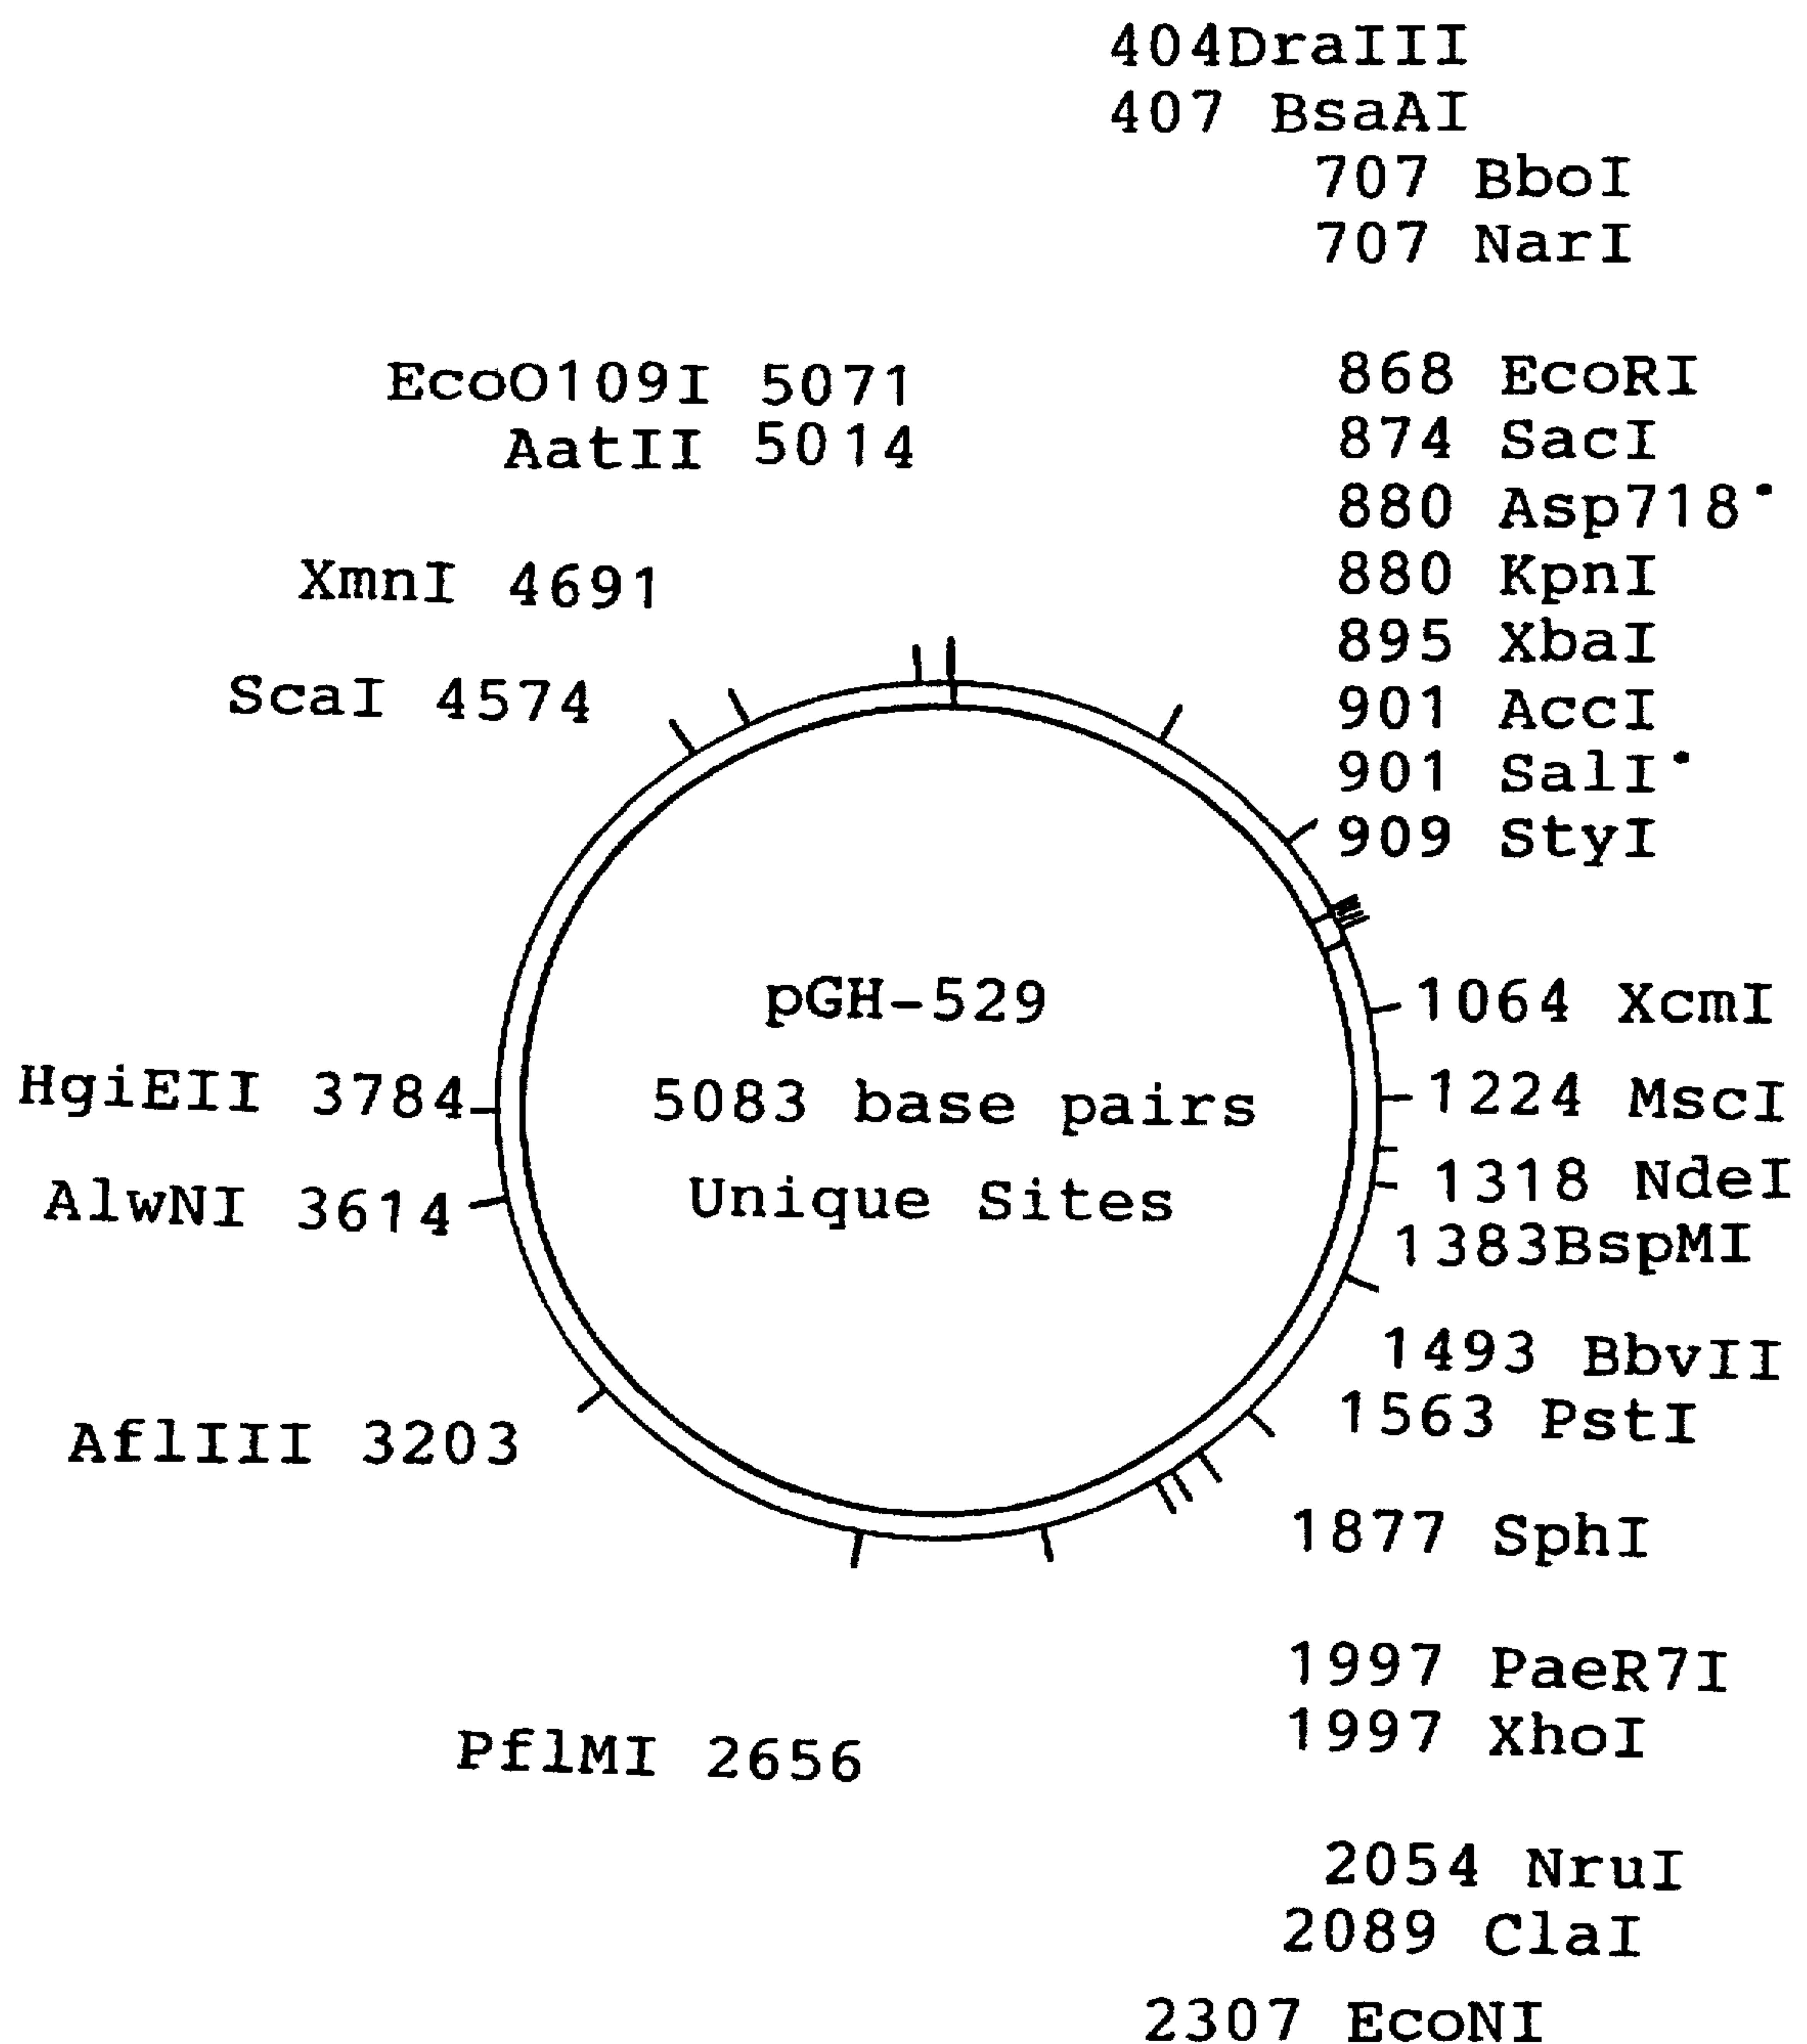 404DraIII
407 BsaAI
707 BboI
707 NarI
EcoO109I 5071
AatII 5014
XmnI 4691
ScaI 4574
868 EcoRI
874 SacI
880 Asp718
880 KpnI
895 XbaI
901 AccI
901 SalI
909 StyI
pGH-529
5083 base pairs
Unique Sites
1064 XcmI
1224 MscI
1318 NdeI
1383BspMI
1493 BbvII
1563 PstI
1877 SphI
1997 PaeR7I
1997 XhoI
2054 NruI
2089 ClaI
2307 EcoNI
HgiEII 3784
AlwNI 3614
AflIII 3203
PflMI 2656